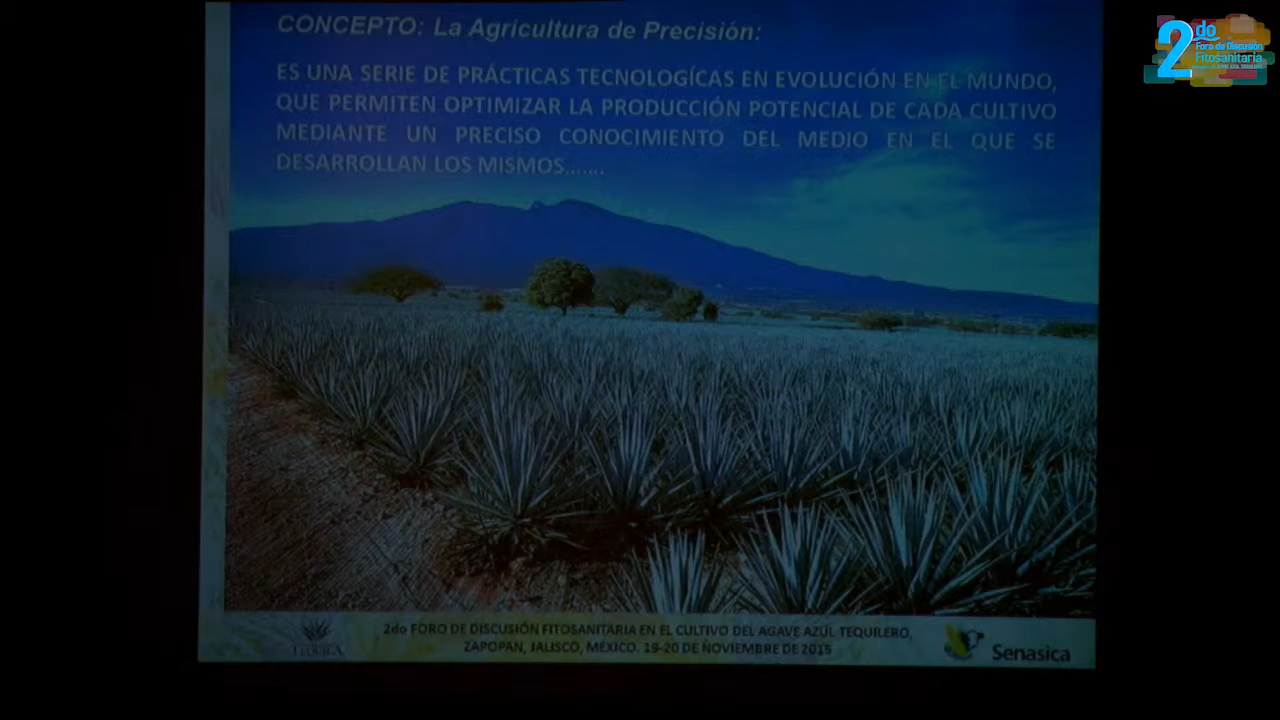 CONCEPTO: La Agricultura de Precisión:
ES UNA SERIE DE PRÁCTICAS TECNOLOGÍCAS EN EVOLUCIÓN EN EL MUNDO,
QUE PERMITEN OPTIMIZAR LA PRODUCCIÓN POTENCIAL DE CADA CULTIVO
MEDIANTE UN PRECISO CONOCIMIENTO DEL MEDIO EN EL QUE SE
DESARROLLAN LOS MISMOS.......
2do
Foro de Discusión
Fitosanitaria
TEQUILA
2do FORO DE DISCUSIÓN FITOSANITARIA EN EL CULTIVO DEL AGAVE AZUL TEQUILERO,
ZAPOPAN, JALISCO, MÉXICO. 19-20 DE NOVIEMBRE DE 2015
Senasica